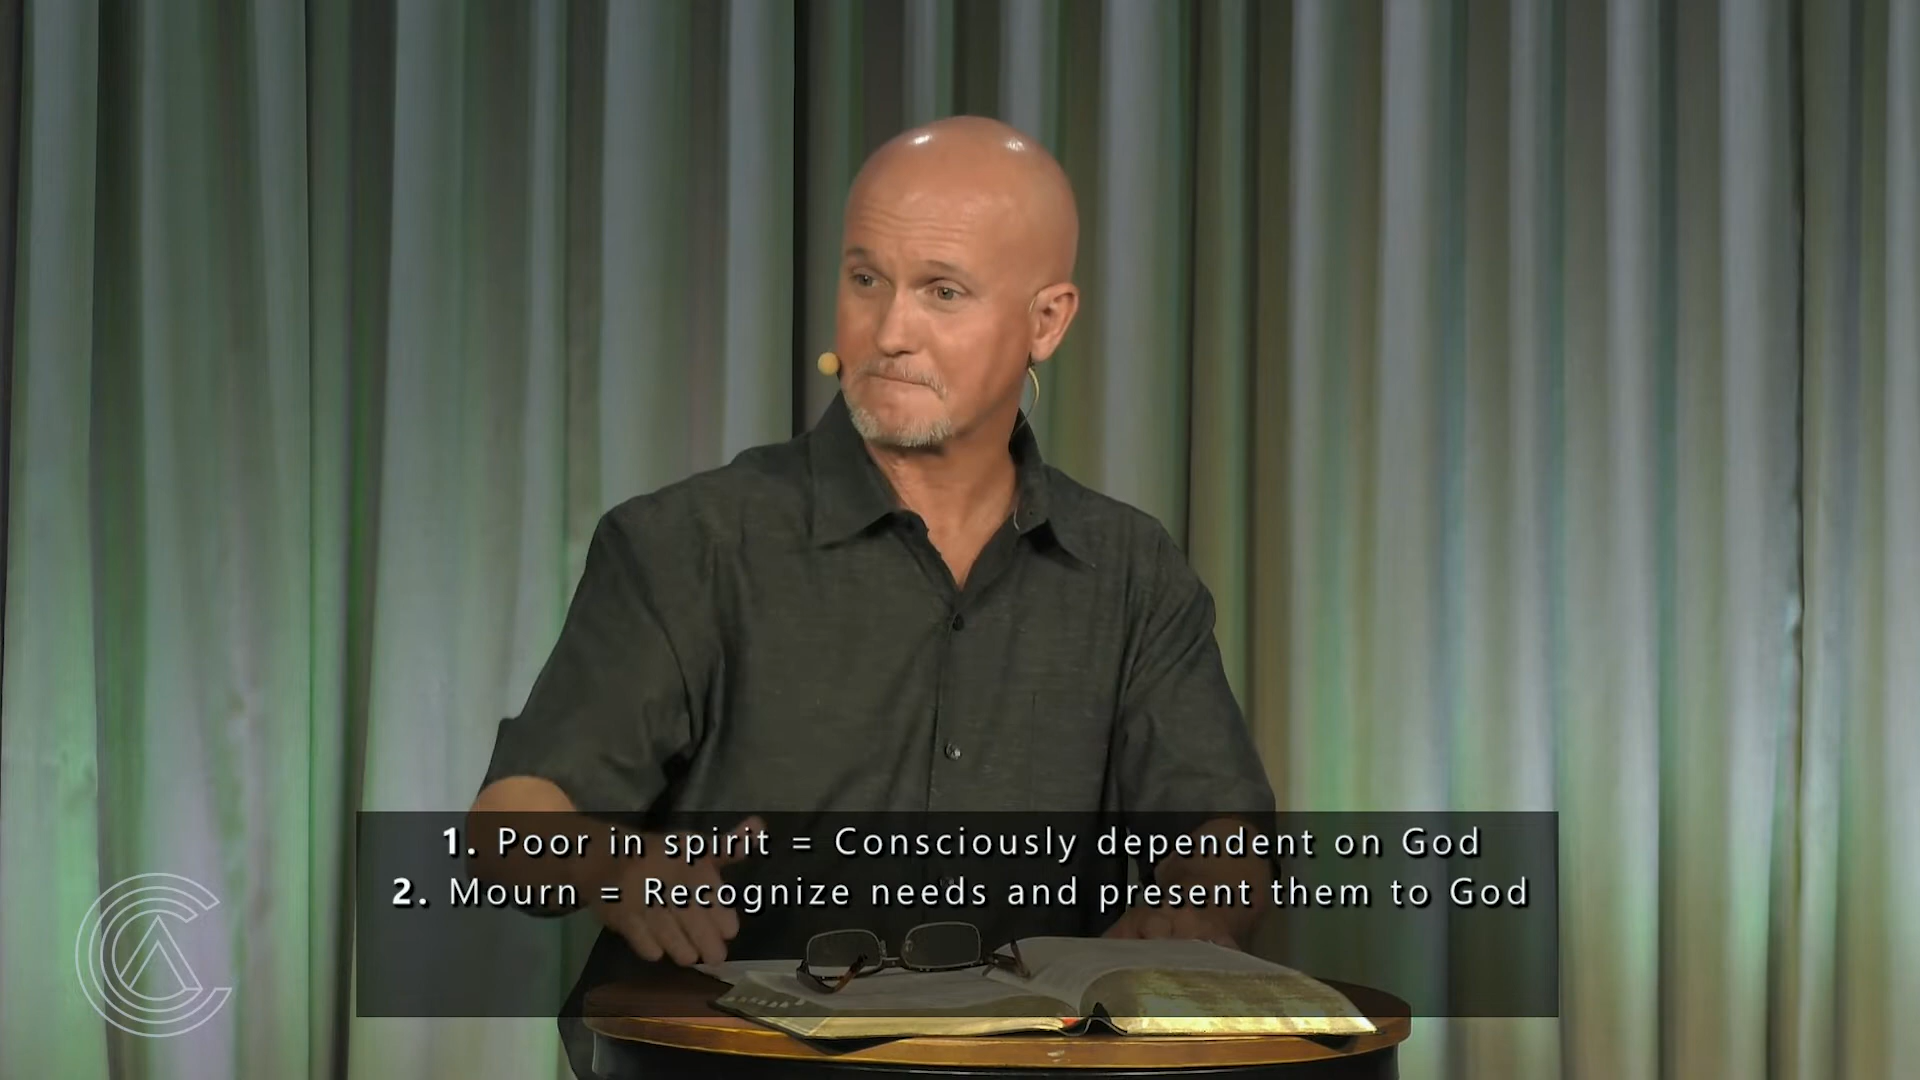 1. Poor in spirit = Consciously dependent on God
2. Mourn = Recognize needs and present them to God